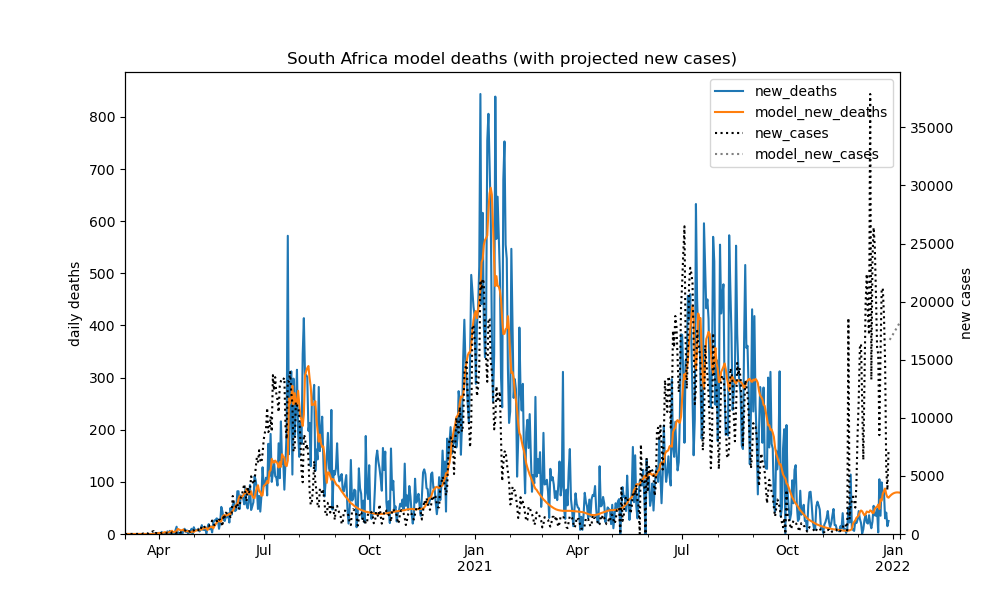 South Africa model deaths (with projected new cases)
new_deaths
model_new_deaths
new_cases
model_new_cases
daily deaths
800
700
600
500
400
300
200
100
0
new cases
35000
30000
25000
20000
15000
10000
5000
0
Apr Jul Oct Jan Apr Jul Oct Jan
2021 2022